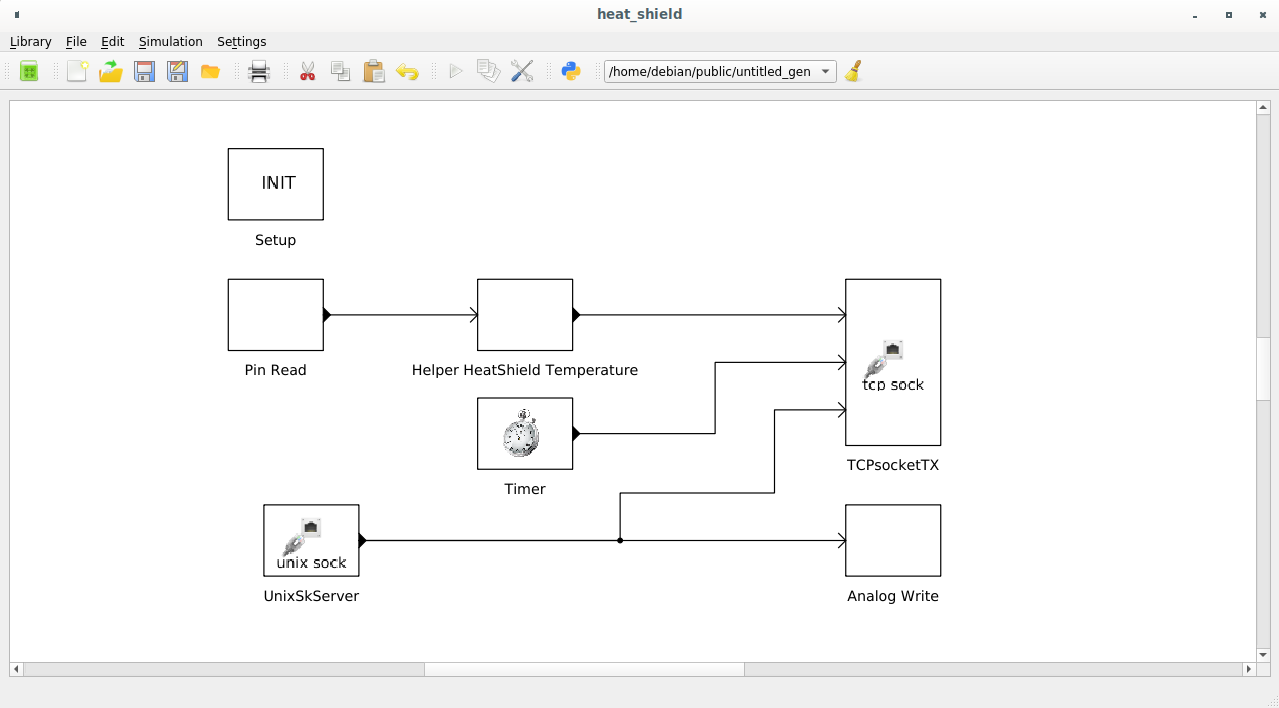 heat_shield
Library File Edit Simulation Settings
/home/debian/public/untitled_gen
INIT
Setup
Pin Read
Helper HeatShield Temperature
tcp sock
TCPsocketTX
Timer
unix sock
UnixSkServer
Analog Write